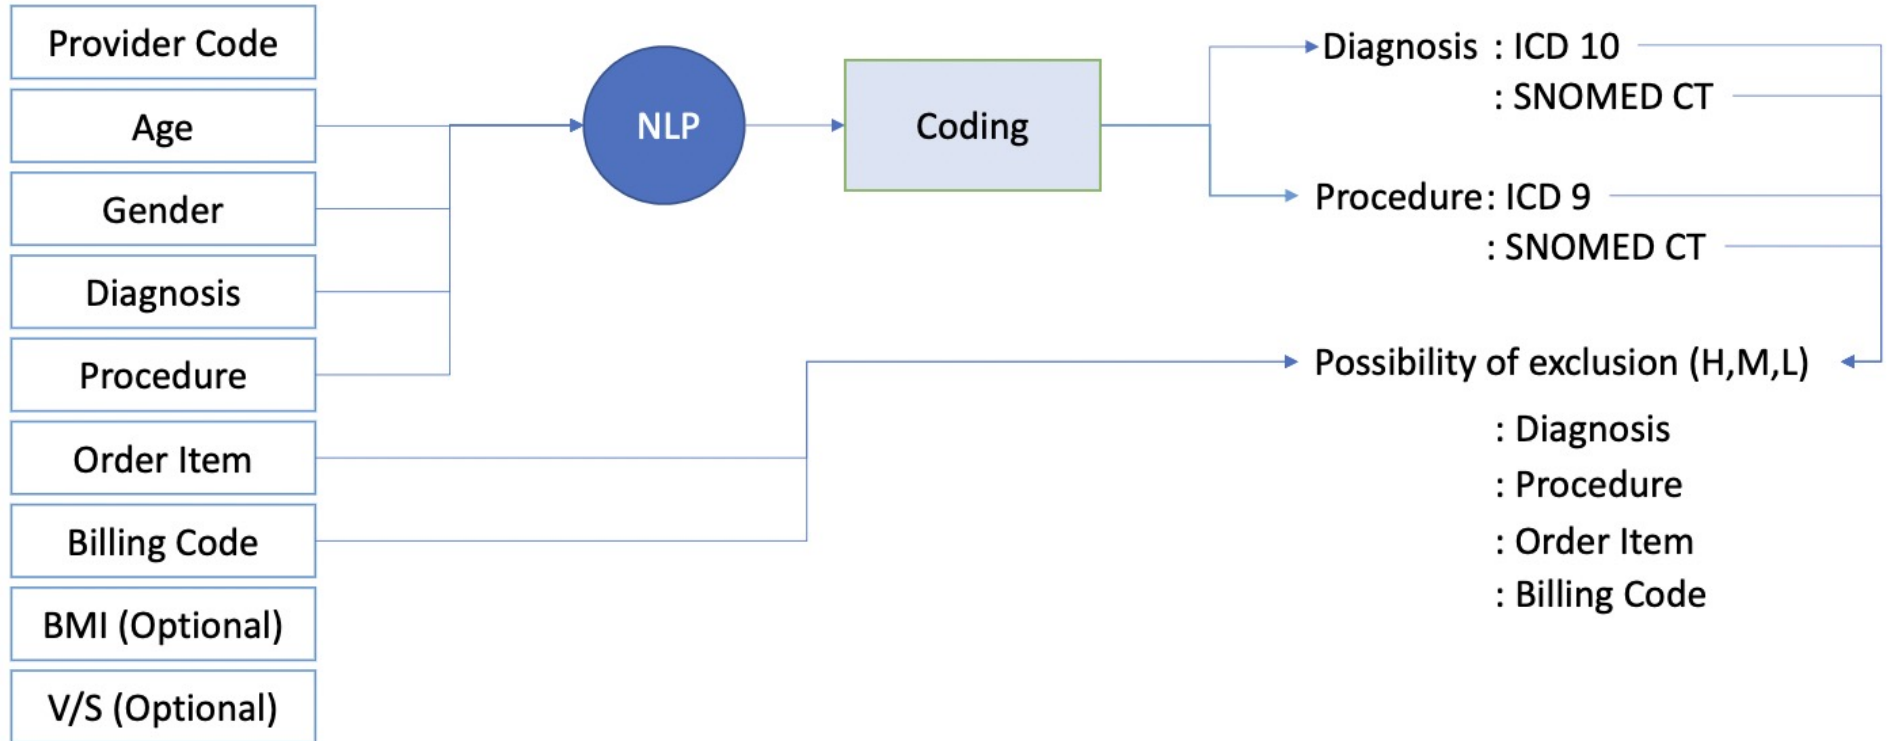 Provider Code
Age
Gender
Diagnosis
Procedure
Order Item
Billing Code
BMI (Optional)
V/S (Optional)
NLP
Coding
Diagnosis : ICD 10
: SNOMED CT
Procedure : ICD 9
: SNOMED CT
Possibility of exclusion (H,M,L)
: Diagnosis
: Procedure
: Order Item
: Billing Code